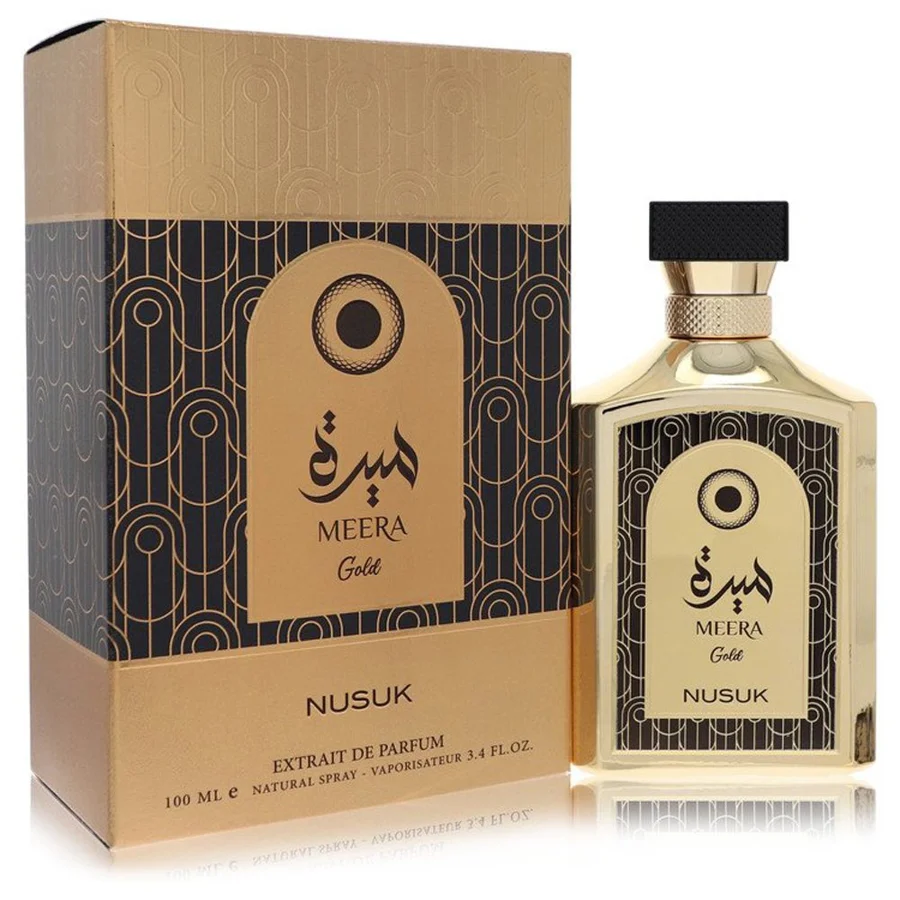 ميرة
MEERA
Gold
NUSUK
EXTRAIT DE PARFUM
100 ML e NATURAL SPRAY - VAPORISATEUR 3.4 FL.OZ.
ميرة
MEERA
Gold
NUSUK